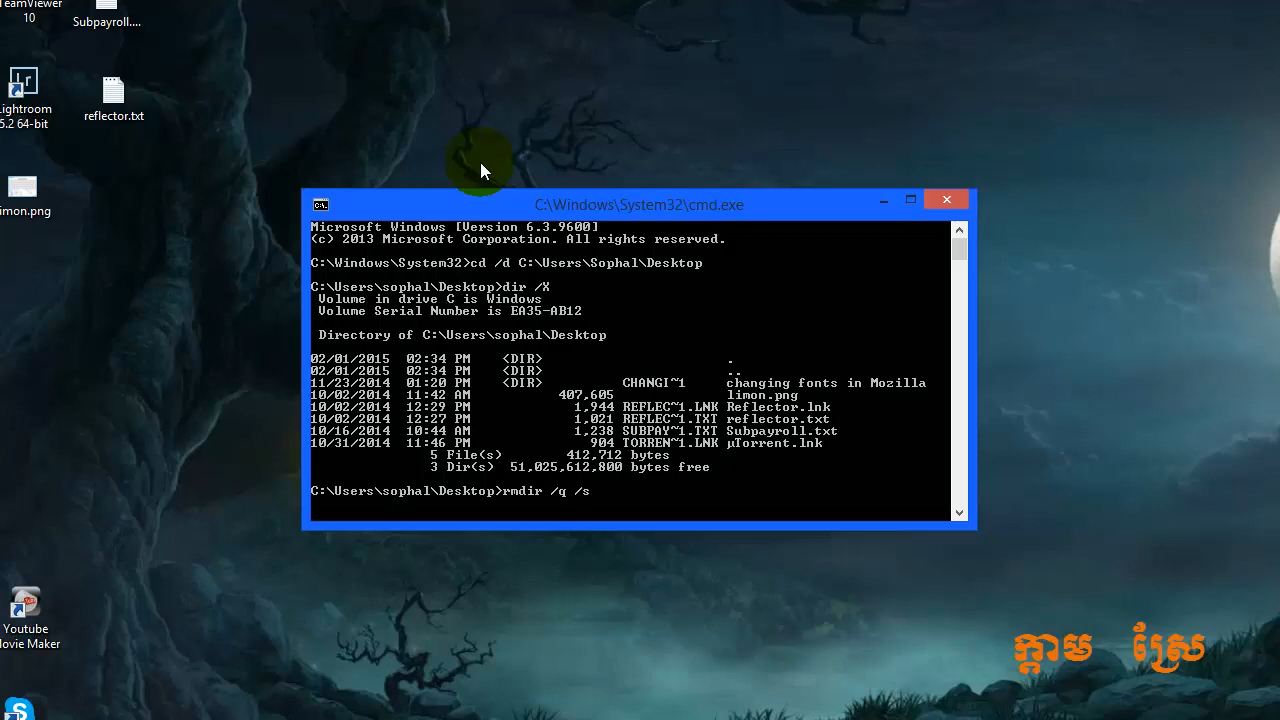 TeamViewer
10
Subpayroll....
Lightroom
5.2 64-bit
reflector.txt
limon.png
C:\Windows\System32\cmd.exe
Microsoft Windows [Version 6.3.9600]
(c) 2013 Microsoft Corporation. All rights reserved.
C:\Windows\System32>cd /d C:\Users\Sophal\Desktop
C:\Users\sophal\Desktop>dir /X
Volume in drive C is Windows
Volume Serial Number is EA35-AB12
Directory of C:\Users\sophal\Desktop
02/01/2015 02:34 PM <DIR> .
02/01/2015 02:34 PM <DIR> ..
11/23/2014 01:20 PM <DIR> CHANGI~1 changing fonts in Mozilla
10/02/2014 11:42 AM 407,605 limon.png
10/02/2014 12:29 PM 1,944 REFLEC~1.LNK Reflector.lnk
10/02/2014 12:27 PM 1,021 REFLEC~1.TXT reflector.txt
10/16/2014 10:44 AM 1,238 SUBPAY~1.TXT Subpayroll.txt
10/31/2014 11:46 PM 904 TORREN~1.LNK µTorrent.lnk
5 File(s) 412,712 bytes
3 Dir(s) 51,025,612,800 bytes free
C:\Users\sophal\Desktop>rmdir /q /s
Youtube
Movie Maker
ក្ដាម ស្រែ